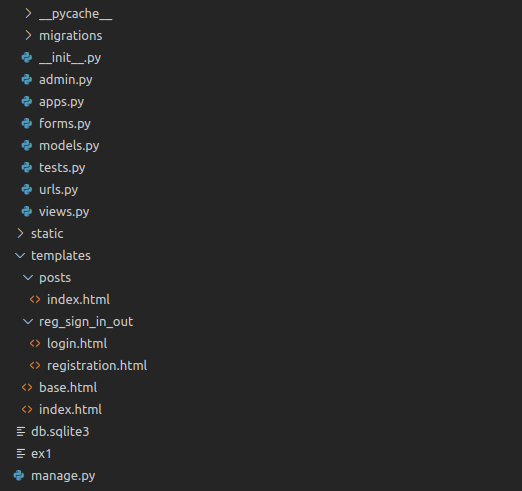 __pycache__
migrations
__init__.py
admin.py
apps.py
forms.py
models.py
tests.py
urls.py
views.py
static
templates
posts
index.html
reg_sign_in_out
login.html
registration.html
base.html
index.html
db.sqlite3
ex1
manage.py